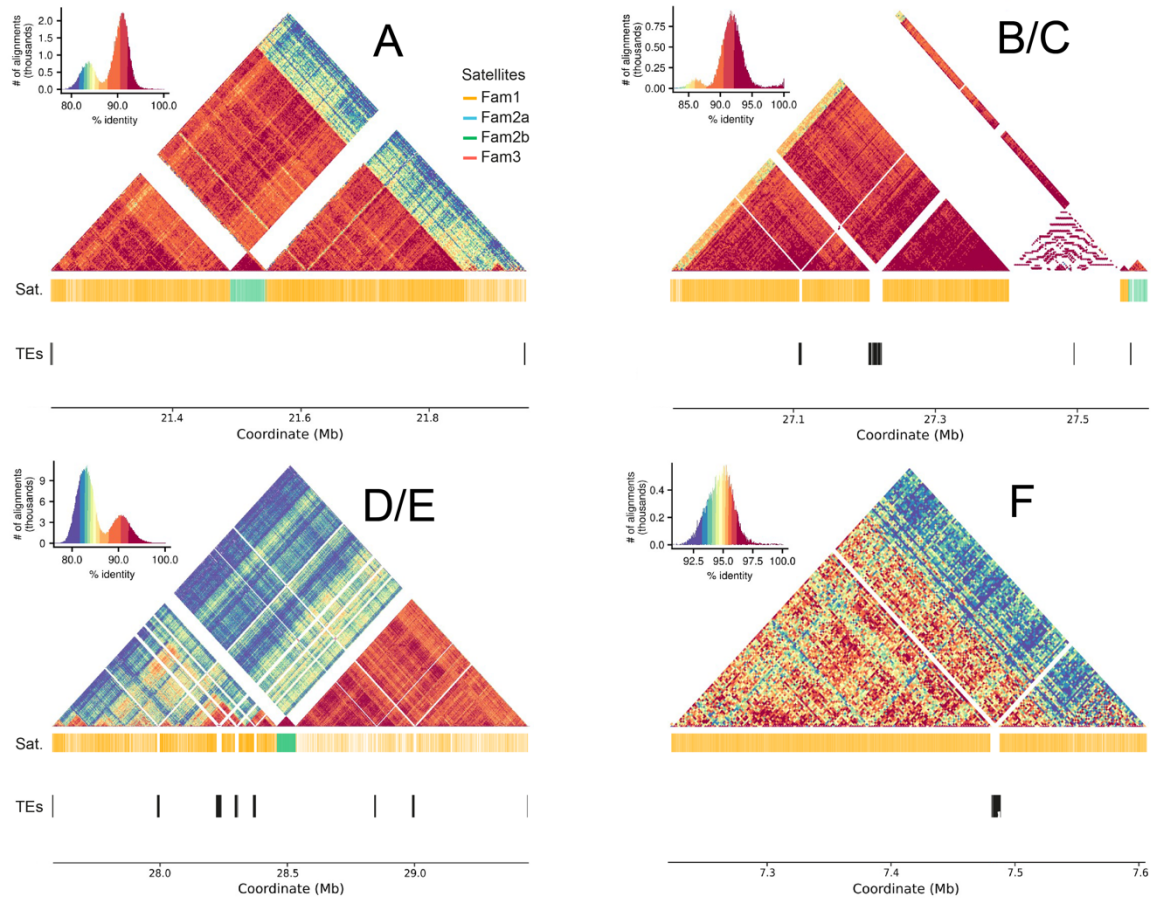 A
# of alignments
(thousands)
2.0
1.5
1.0
0.5
0.0
80.0 90.0 100.0
% identity
Satellites
Fam1
Fam2a
Fam2b
Fam3
Sat.
TEs
21.4 21.6 21.8
Coordinate (Mb)
B/C
# of alignments
(thousands)
0.75
0.50
0.25
0.00
85.0 90.0 95.0 100.0
% identity
27.1 27.3 27.5
Coordinate (Mb)
D/E
# of alignments
(thousands)
9
6
3
0
80.0 90.0 100.0
% identity
Sat.
TEs
28.0 28.5 29.0
Coordinate (Mb)
F
# of alignments
(thousands)
0.4
0.2
0.0
92.5 95.0 97.5 100.0
% identity
7.3 7.4 7.5 7.6
Coordinate (Mb)